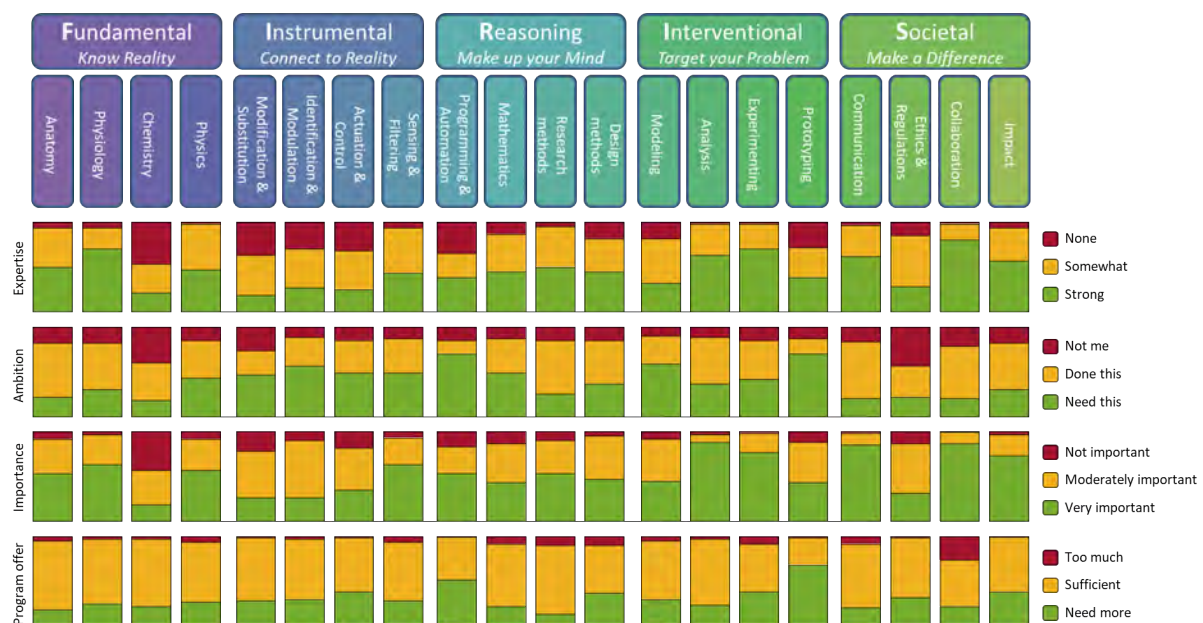 Fundamental
Know Reality
Instrumental
Connect to Reality
Reasoning
Make up your Mind
Interventional
Target your Problem
Societal
Make a Difference
Anatomy
Physiology
Chemistry
Physics
Modification &
Substitution
Identification &
Modulation
Actuation &
Control
Sensing &
Filtering
Programming &
Automation
Mathematics
Research
methods
Design
methods
Modeling
Analysis
Experimenting
Prototyping
Communication
Ethics &
Regulations
Collaboration
Impact
Expertise
None
Somewhat
Strong
Ambition
Not me
Done this
Need this
Importance
Not important
Moderately important
Very important
Program offer
Too much
Sufficient
Need more